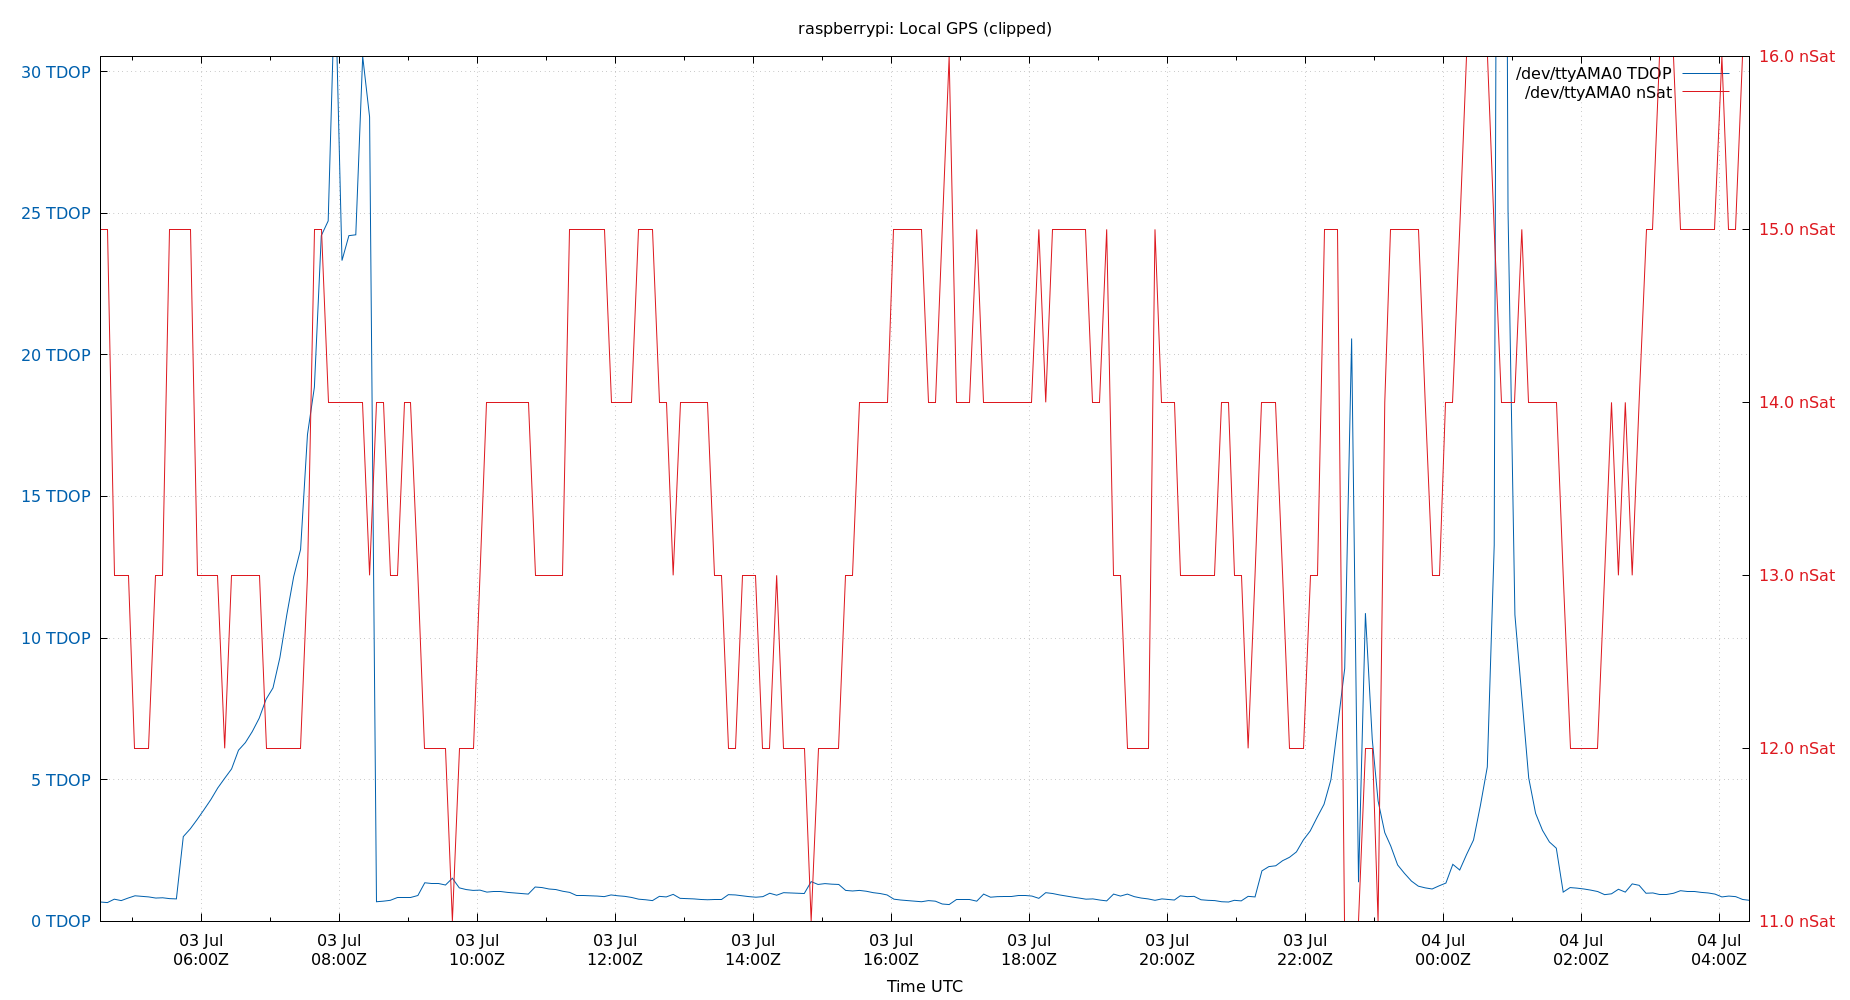 raspberrypi: Local GPS (clipped)
30 TDOP
25 TDOP
20 TDOP
15 TDOP
10 TDOP
5 TDOP
0 TDOP
/dev/ttyAMA0 TDOP
/dev/ttyAMA0 nSat
16.0 nSat
15.0 nSat
14.0 nSat
13.0 nSat
12.0 nSat
11.0 nSat
03 Jul 03 Jul 03 Jul 03 Jul 03 Jul 03 Jul 03 Jul 03 Jul 03 Jul 04 Jul 04 Jul 04 Jul
06:00Z 08:00Z 10:00Z 12:00Z 14:00Z 16:00Z 18:00Z 20:00Z 22:00Z 00:00Z 02:00Z 04:00Z
Time UTC